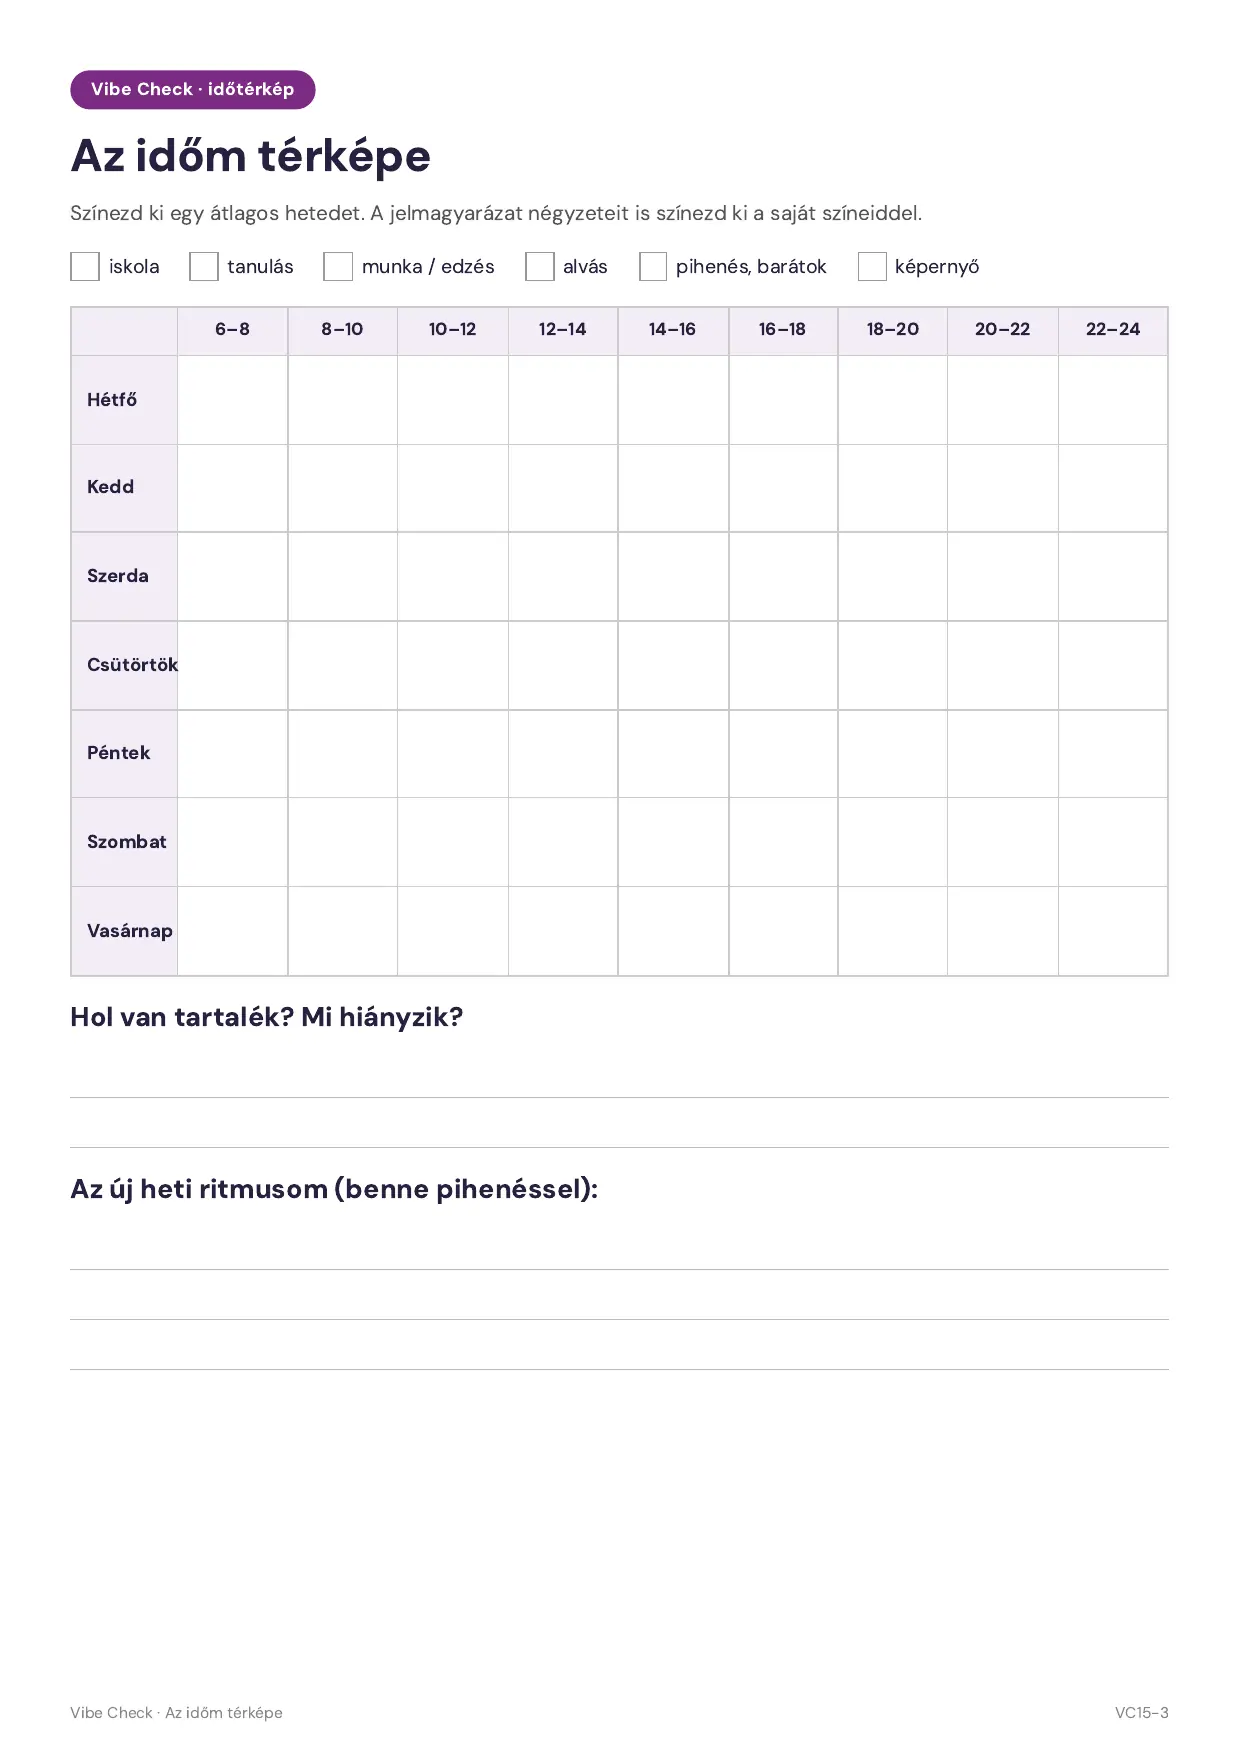 Vibe Check · időtérkép
Az időm térképe
Színezd ki egy átlagos hetedet. A jelmagyarázat négyzeteit is színezd ki a saját színeiddel.
iskola tanulás munka / edzés alvás pihenés, barátok képernyő
6–8 8–10 10–12 12–14 14–16 16–18 18–20 20–22 22–24
Hétfő
Kedd
Szerda
Csütörtök
Péntek
Szombat
Vasárnap
Hol van tartalék? Mi hiányzik?
Az új heti ritmusom (benne pihenéssel):
Vibe Check · Az időm térképe VC15–3